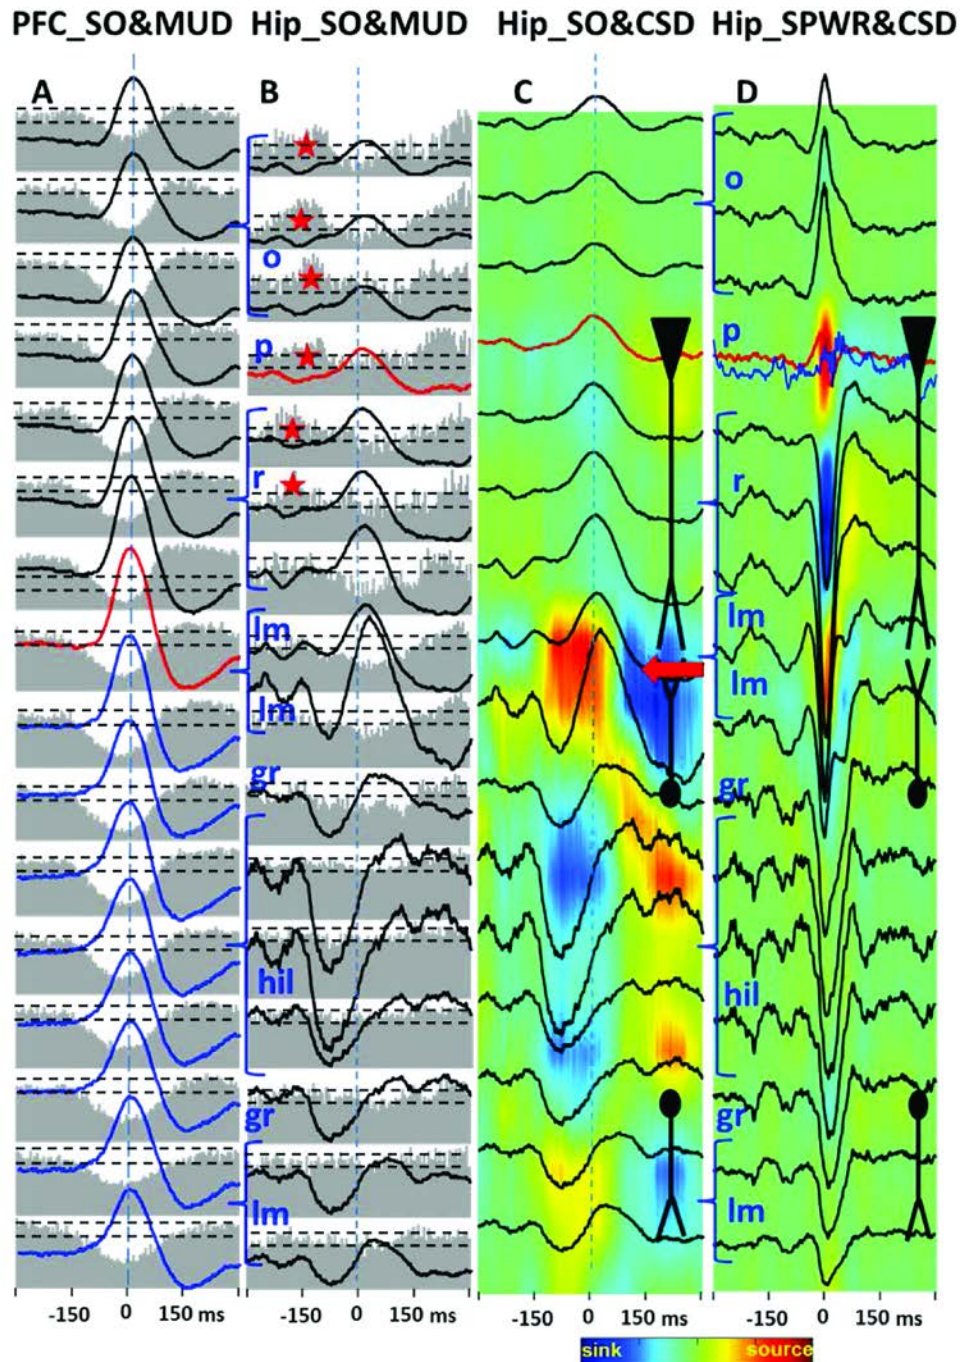 PFC_SO&MUD Hip_SO&MUD Hip_SO&CSD Hip_SPWR&CSD
A B C D
o o
p p
r r
lm lm
lm lm
gr gr
hil hil
gr gr
lm lm
-150 0 150 ms -150 0 150 ms -150 0 150 ms -150 0 150 ms
sink source